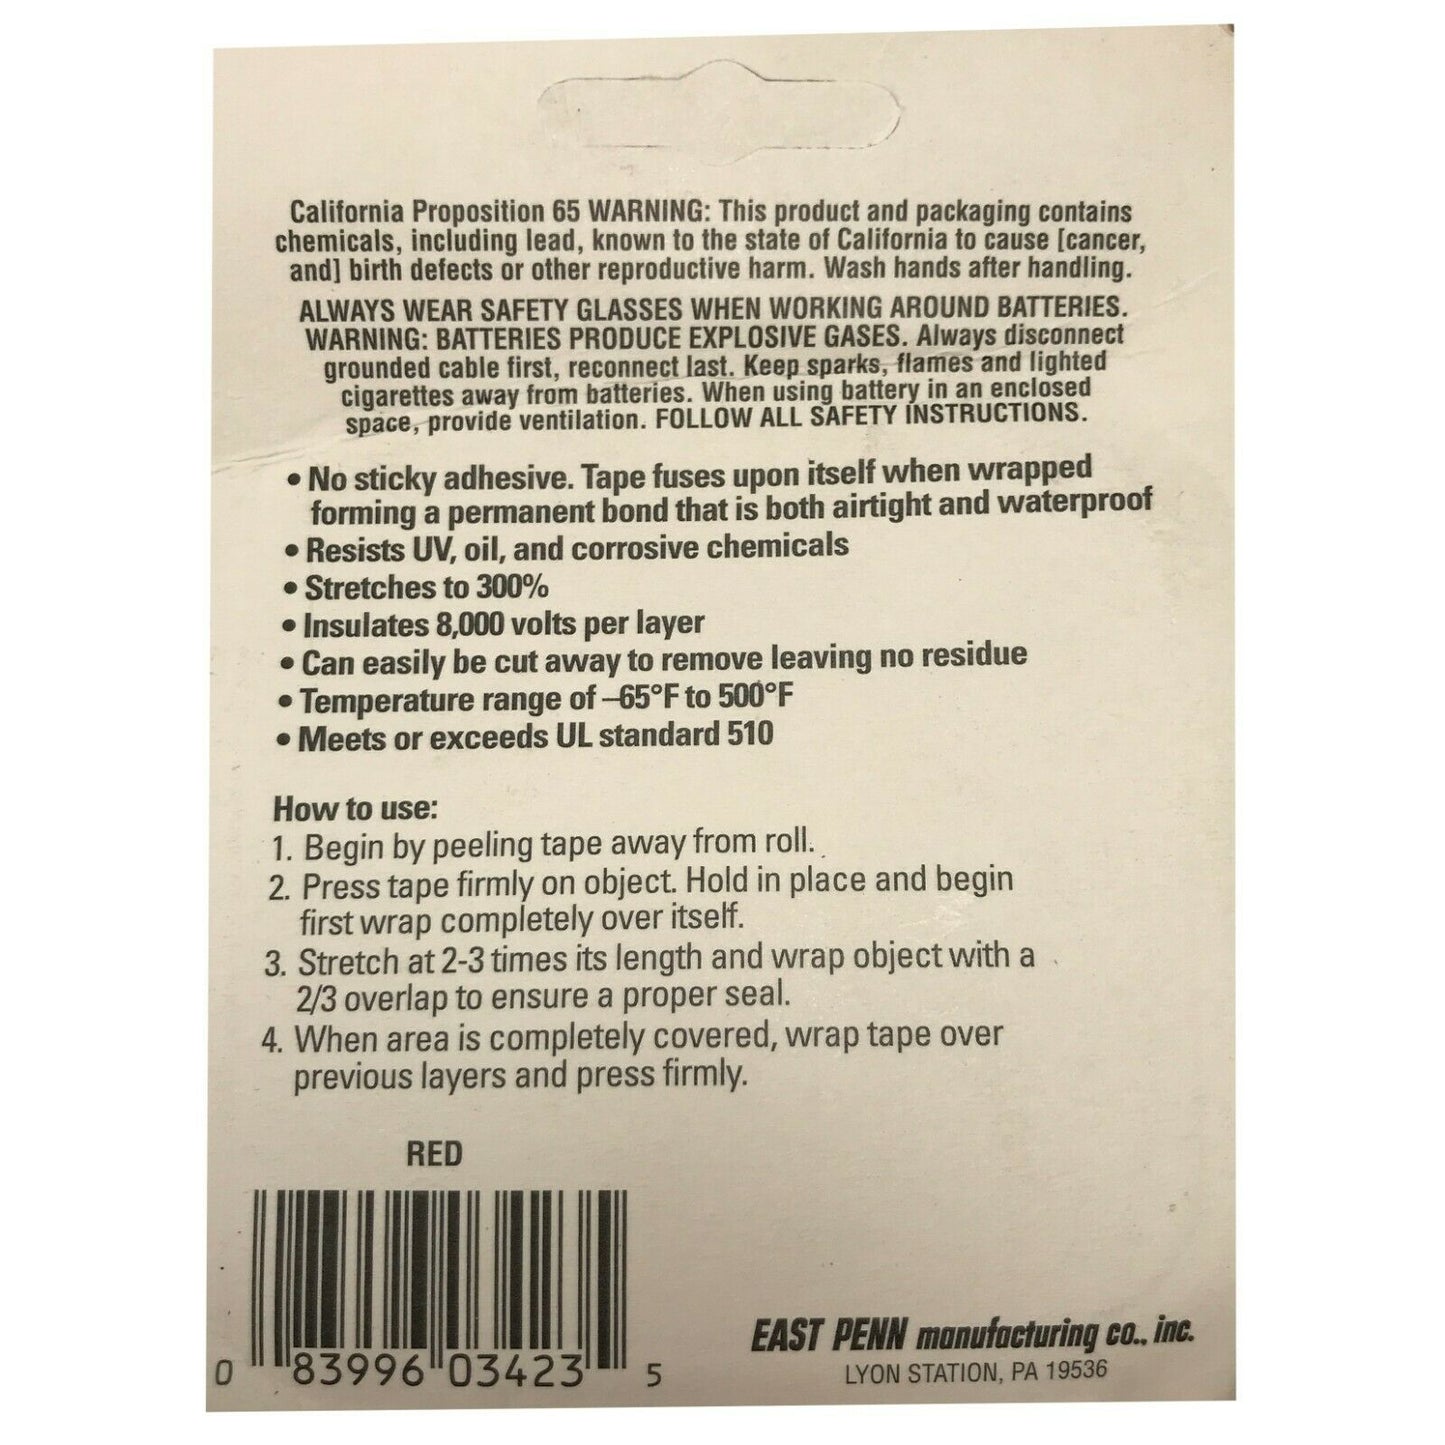 California Proposition 65 WARNING: This product and packaging contains
chemicals, including lead, known to the state of California to cause [cancer,
and] birth defects or other reproductive harm. Wash hands after handling.
ALWAYS WEAR SAFETY GLASSES WHEN WORKING AROUND BATTERIES.
WARNING: BATTERIES PRODUCE EXPLOSIVE GASES. Always disconnect
grounded cable first, reconnect last. Keep sparks, flames and lighted
cigarettes away from batteries. When using battery in an enclosed
space, provide ventilation. FOLLOW ALL SAFETY INSTRUCTIONS.
• No sticky adhesive. Tape fuses upon itself when wrapped
forming a permanent bond that is both airtight and waterproof
• Resists UV, oil, and corrosive chemicals
• Stretches to 300%
• Insulates 8,000 volts per layer
• Can easily be cut away to remove leaving no residue
• Temperature range of –65°F to 500°F
• Meets or exceeds UL standard 510
How to use:
1. Begin by peeling tape away from roll.
2. Press tape firmly on object. Hold in place and begin
first wrap completely over itself.
3. Stretch at 2-3 times its length and wrap object with a
2/3 overlap to ensure a proper seal.
4. When area is completely covered, wrap tape over
previous layers and press firmly.
RED
0 83996 03423 5
EAST PENN manufacturing co., inc.
LYON STATION, PA 19536